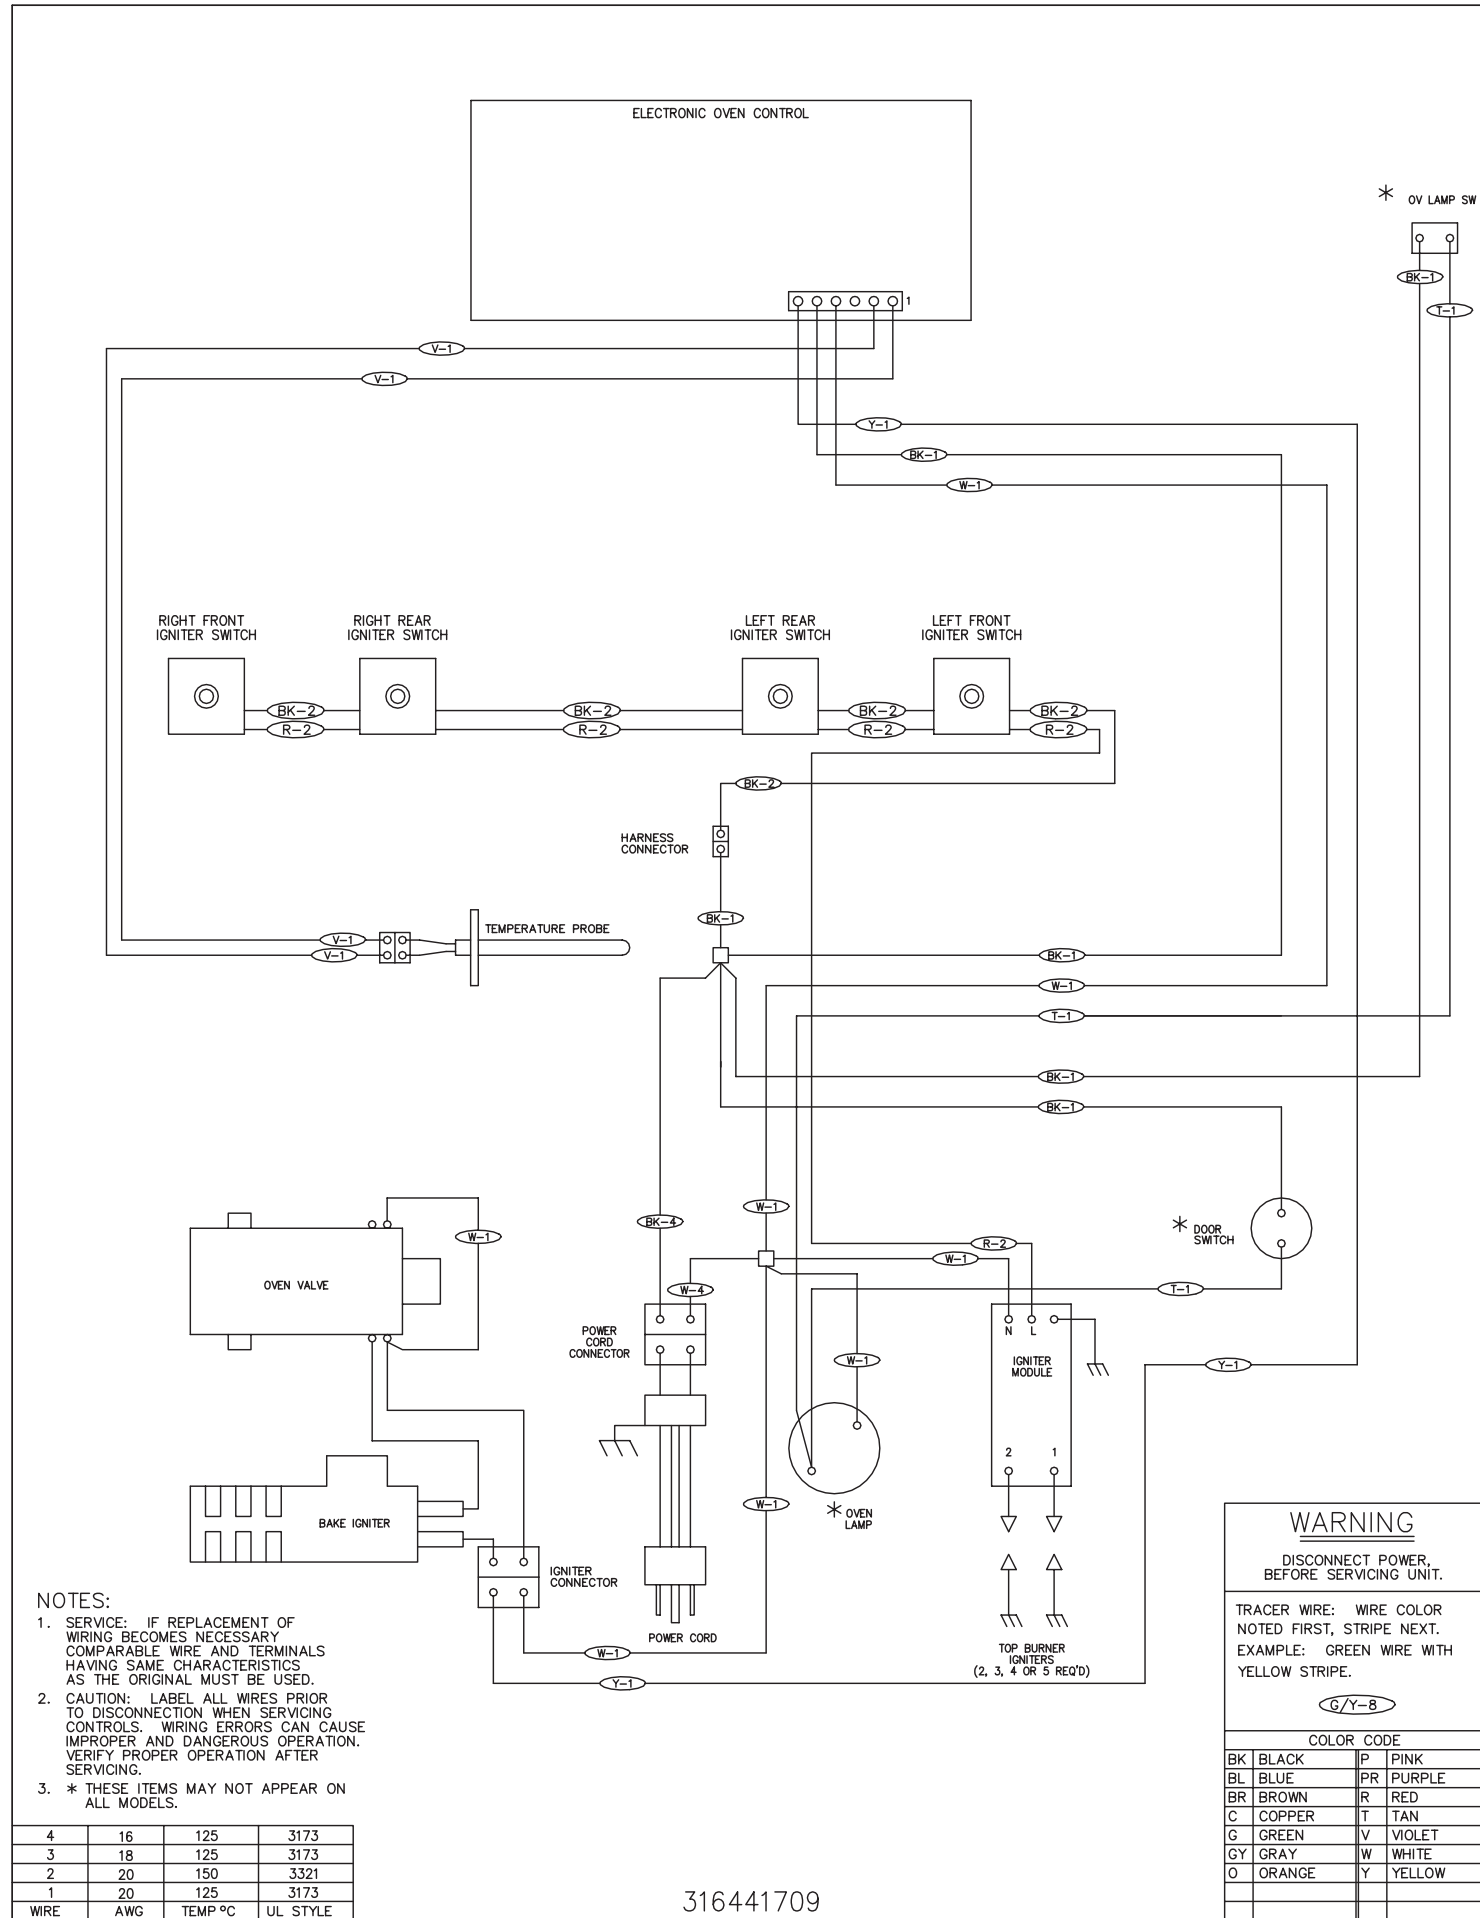 ELECTRONIC OVEN CONTROL
* OV LAMP SW
BK-1
T-1
1
V-1
V-1
Y-1
BK-1
W-1
RIGHT FRONT
IGNITER SWITCH
RIGHT REAR
IGNITER SWITCH
LEFT REAR
IGNITER SWITCH
LEFT FRONT
IGNITER SWITCH
BK-2
BK-2
BK-2
BK-2
R-2
R-2
R-2
R-2
BK-2
HARNESS
CONNECTOR
BK-1
TEMPERATURE PROBE
V-1
V-1
BK-1
W-1
T-1
BK-1
BK-1
W-1
BK-4
W-1
* DOOR
SWITCH
R-2
W-1
W-4
T-1
OVEN VALVE
POWER
CORD
CONNECTOR
N L
IGNITER
MODULE
W-1
Y-1
2 1
W-1
* OVEN
LAMP
BAKE IGNITER
IGNITER
CONNECTOR
POWER CORD
W-1
Y-1
TOP BURNER
IGNITERS
(2, 3, 4 OR 5 REQ'D)
NOTES:
1. SERVICE: IF REPLACEMENT OF
WIRING BECOMES NECESSARY
COMPARABLE WIRE AND TERMINALS
HAVING SAME CHARACTERISTICS
AS THE ORIGINAL MUST BE USED.
2. CAUTION: LABEL ALL WIRES PRIOR
TO DISCONNECTION WHEN SERVICING
CONTROLS. WIRING ERRORS CAN CAUSE
IMPROPER AND DANGEROUS OPERATION.
VERIFY PROPER OPERATION AFTER
SERVICING.
3. * THESE ITEMS MAY NOT APPEAR ON
ALL MODELS.
4 16 125 3173
3 18 125 3173
2 20 150 3321
1 20 125 3173
WIRE AWG TEMP °C UL STYLE
316441709
WARNING
DISCONNECT POWER,
BEFORE SERVICING UNIT.
TRACER WIRE: WIRE COLOR
NOTED FIRST, STRIPE NEXT.
EXAMPLE: GREEN WIRE WITH
YELLOW STRIPE.
G/Y-8
COLOR CODE
BK BLACK P PINK
BL BLUE PR PURPLE
BR BROWN R RED
C COPPER T TAN
G GREEN V VIOLET
GY GRAY W WHITE
O ORANGE Y YELLOW